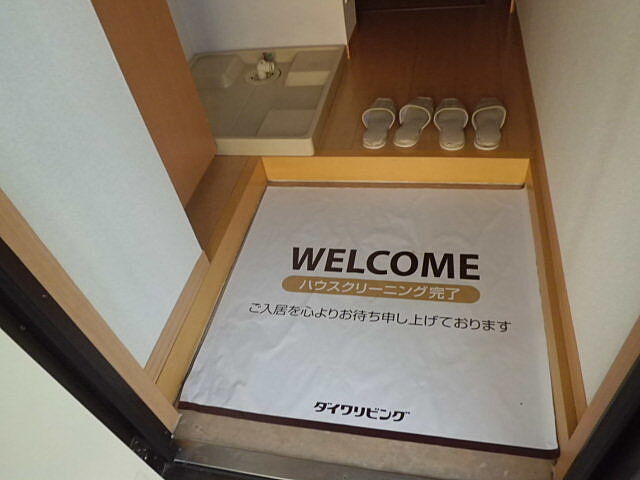 WELCOME
ハウスクリーニング完了
ご入居を心よりお待ち申し上げております
ダイワリビング